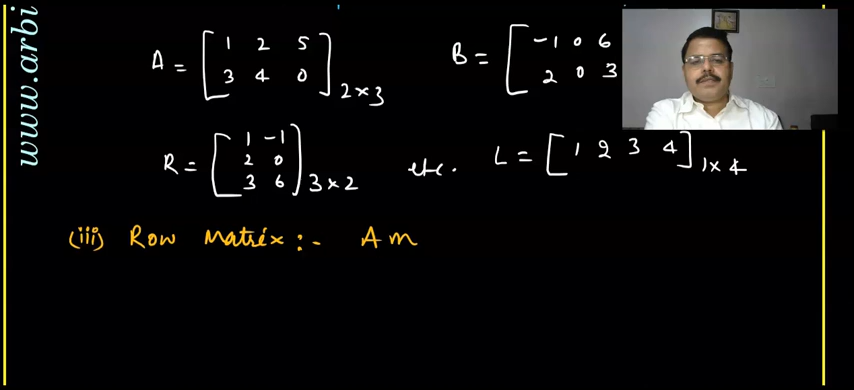 www.arbi
A = [ 1 2 5
3 4 0 ] 2×3
B = [ -1 0 6
2 0 3
R = [ 1 -1
2 0
3 6 ] 3×2
etc.
L = [ 1 2 3 4 ] 1×4
(iii) Row Matrix :- A m